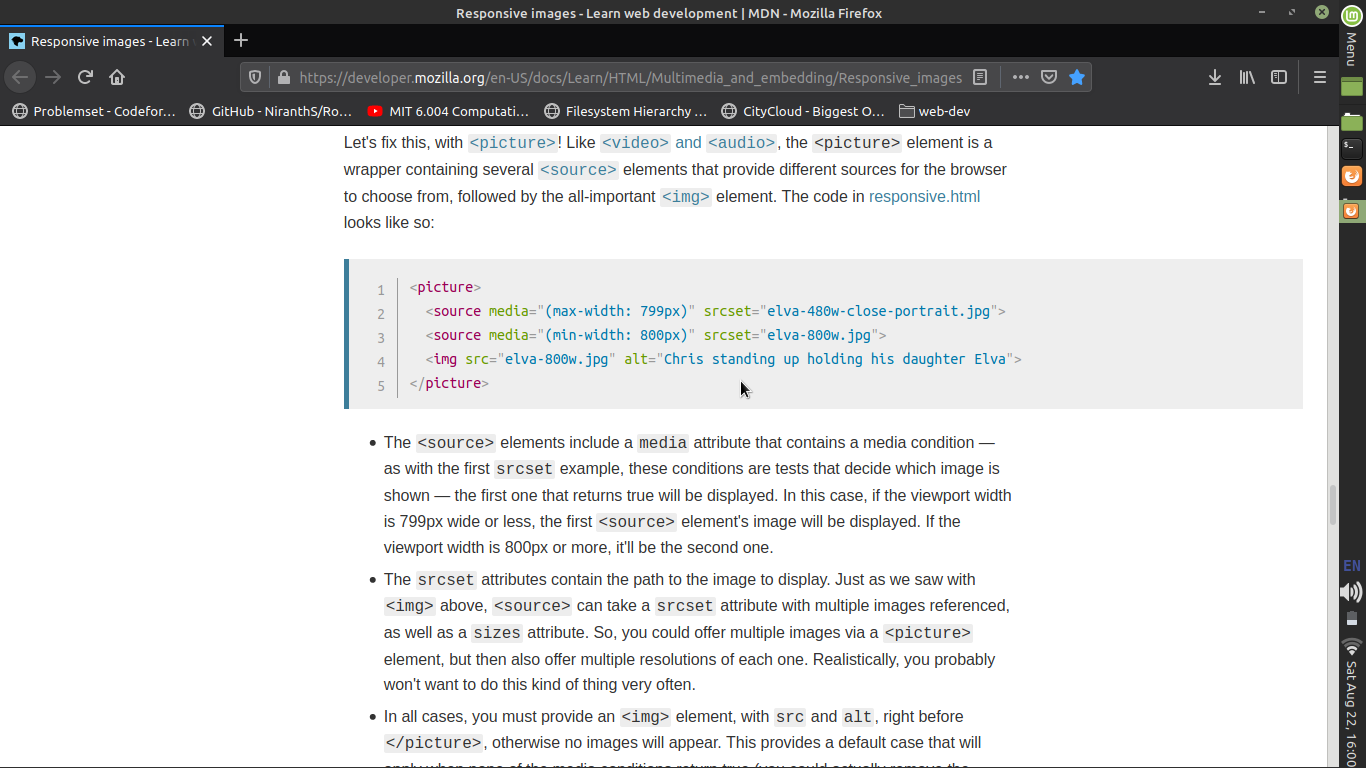 Responsive images - Learn web development | MDN - Mozilla Firefox
Menu
Responsive images - Learn
https://developer.mozilla.org/en-US/docs/Learn/HTML/Multimedia_and_embedding/Responsive_images
Problemset - Codefor... GitHub - NiranthS/Ro... MIT 6.004 Computati... Filesystem Hierarchy ... CityCloud - Biggest O... web-dev
Let's fix this, with <picture>! Like <video> and <audio>, the <picture> element is a
wrapper containing several <source> elements that provide different sources for the browser
to choose from, followed by the all-important <img> element. The code in responsive.html
looks like so:
1 <picture>
2 <source media="(max-width: 799px)" srcset="elva-480w-close-portrait.jpg">
3 <source media="(min-width: 800px)" srcset="elva-800w.jpg">
4 <img src="elva-800w.jpg" alt="Chris standing up holding his daughter Elva">
5 </picture>
• The <source> elements include a media attribute that contains a media condition —
as with the first srcset example, these conditions are tests that decide which image is
shown — the first one that returns true will be displayed. In this case, if the viewport width
is 799px wide or less, the first <source> element's image will be displayed. If the
viewport width is 800px or more, it'll be the second one.
• The srcset attributes contain the path to the image to display. Just as we saw with
<img> above, <source> can take a srcset attribute with multiple images referenced,
as well as a sizes attribute. So, you could offer multiple images via a <picture>
element, but then also offer multiple resolutions of each one. Realistically, you probably
won't want to do this kind of thing very often.
• In all cases, you must provide an <img> element, with src and alt, right before
</picture>, otherwise no images will appear. This provides a default case that will
apply when none of the media conditions return true (you could actually remove the
EN
Sat Aug 22, 16:00